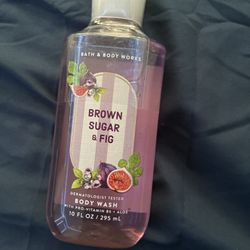 BATH & BODY WORKS
BROWN
SUGAR
& FIG
DERMATOLOGIST TESTED
BODY WASH
WITH PRO-VITAMIN B5 + ALOE
10 FL OZ / 295 mL